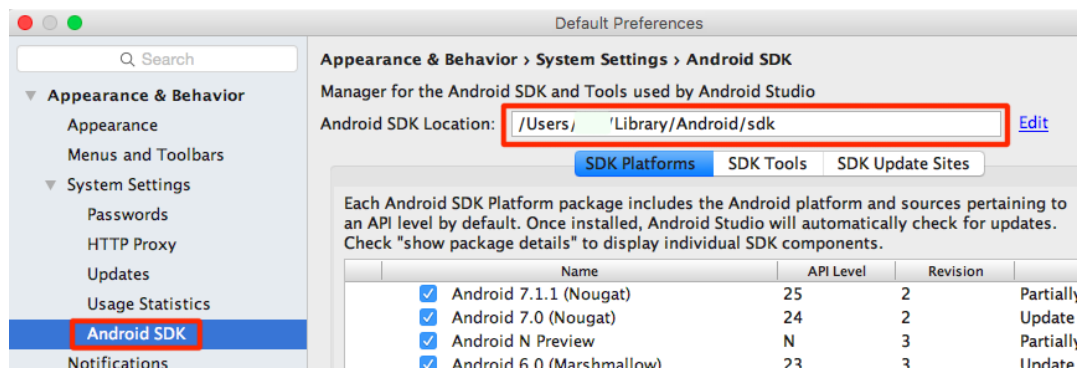 Default Preferences
Search
Appearance & Behavior
Appearance
Menus and Toolbars
System Settings
Passwords
HTTP Proxy
Updates
Usage Statistics
Android SDK
Notifications
Appearance & Behavior › System Settings › Android SDK
Manager for the Android SDK and Tools used by Android Studio
Android SDK Location: /Users/ /Library/Android/sdk Edit
SDK Platforms SDK Tools SDK Update Sites
Each Android SDK Platform package includes the Android platform and sources pertaining to
an API level by default. Once installed, Android Studio will automatically check for updates.
Check "show package details" to display individual SDK components.
Name API Level Revision
Android 7.1.1 (Nougat) 25 2 Partially
Android 7.0 (Nougat) 24 2 Update
Android N Preview N 3 Partially
Android 6.0 (Marshmallow) 23 3 Update